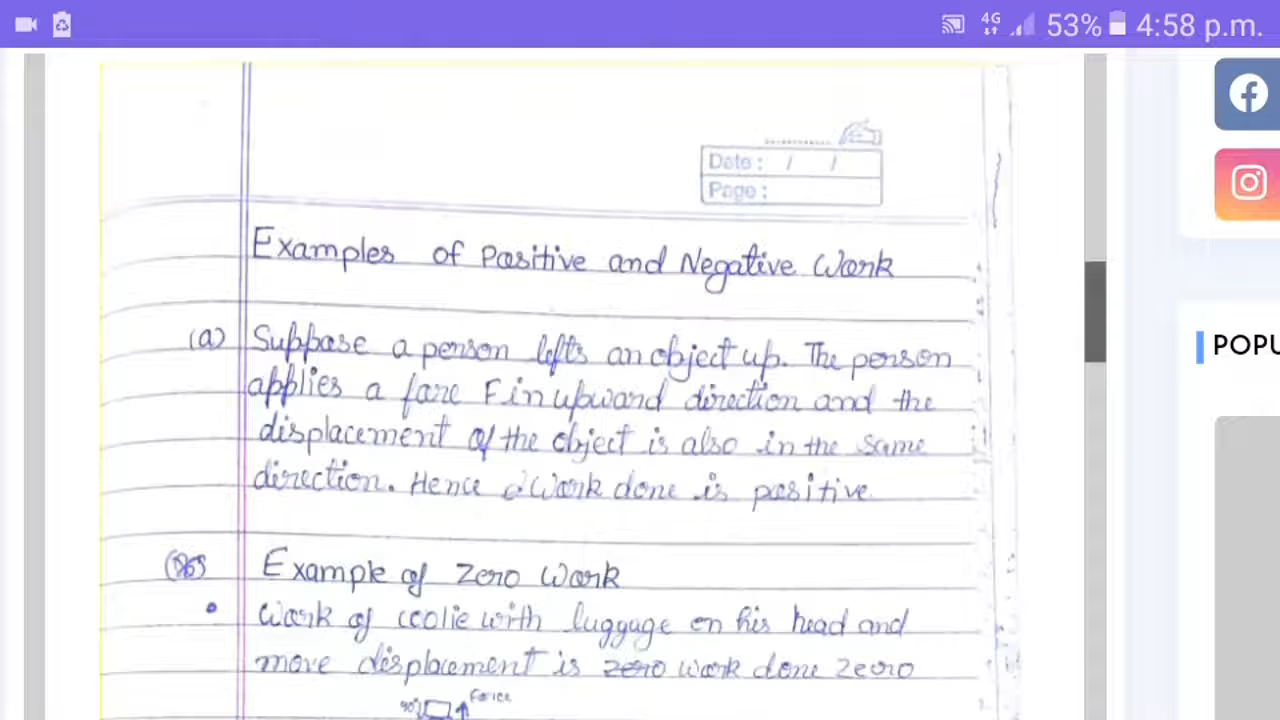 4G 53% 4:58 p.m.
Date : / /
Page :
Examples of Positive and Negative Work
(a) Suppose a person lifts an object up. The person
applies a force F in upward direction and the
displacement of the object is also in the same
direction. Hence work done is positive
Example of Zero Work
• Work of coolie with luggage on his head and
move displacement is zero work done zero
90° Force
POPU